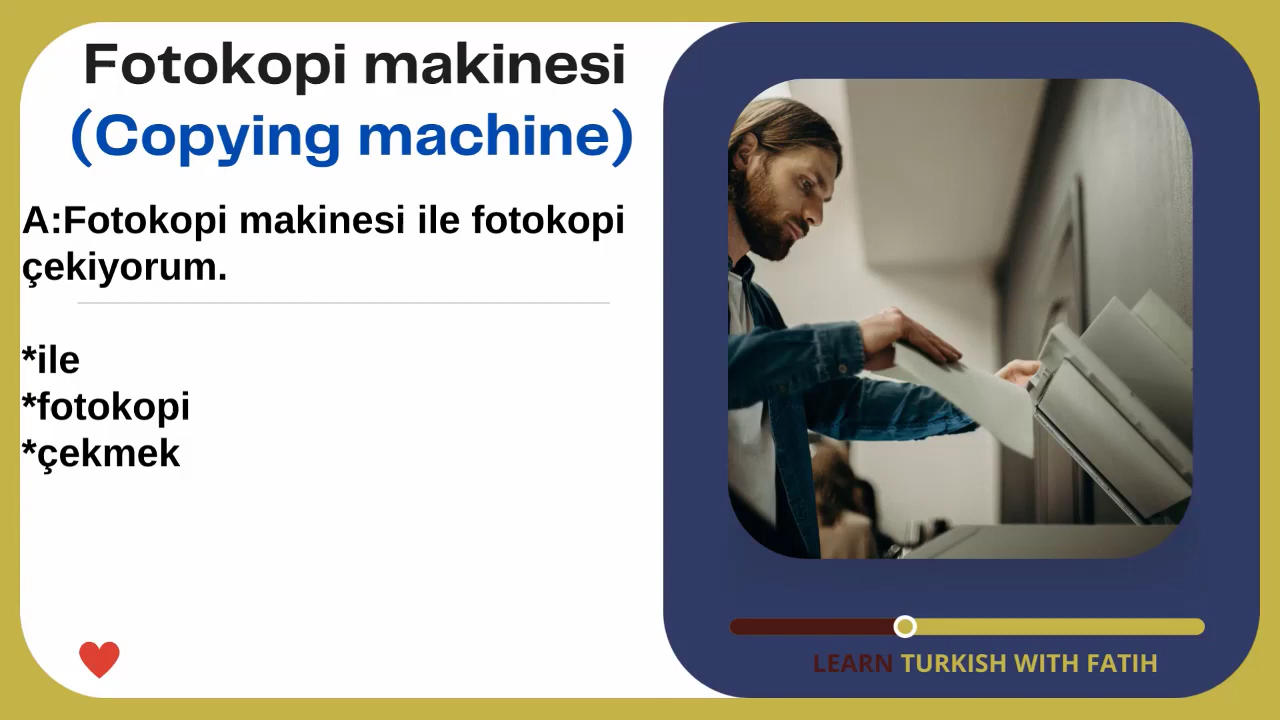 Fotokopi makinesi
(Copying machine)
A:Fotokopi makinesi ile fotokopi
çekiyorum.
*ile
*fotokopi
*çekmek
LEARN TURKISH WITH FATIH